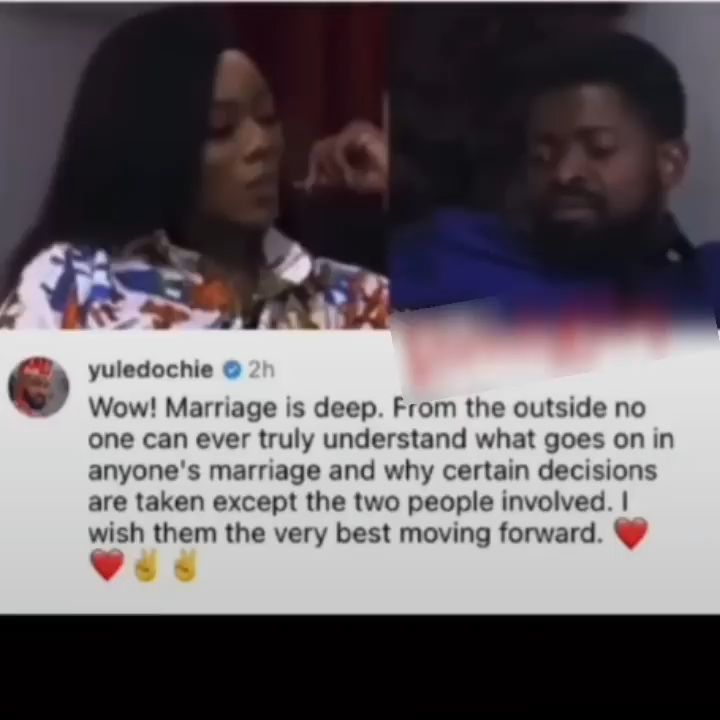 yuledochie 2h
Wow! Marriage is deep. From the outside no
one can ever truly understand what goes on in
anyone's marriage and why certain decisions
are taken except the two people involved. I
wish them the very best moving forward. ❤️
❤️✌️✌️